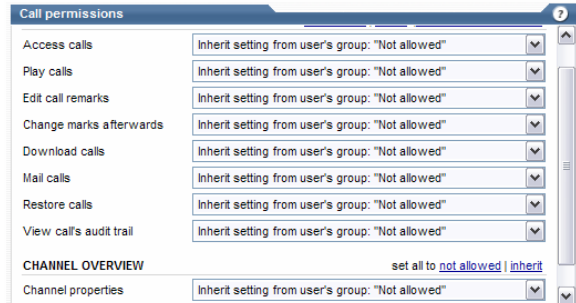 Call permissions ?
Access calls Inherit setting from user's group: "Not allowed"
Play calls Inherit setting from user's group: "Not allowed"
Edit call remarks Inherit setting from user's group: "Not allowed"
Change marks afterwards Inherit setting from user's group: "Not allowed"
Download calls Inherit setting from user's group: "Not allowed"
Mail calls Inherit setting from user's group: "Not allowed"
Restore calls Inherit setting from user's group: "Not allowed"
View call's audit trail Inherit setting from user's group: "Not allowed"
CHANNEL OVERVIEW set all to not allowed | inherit
Channel properties Inherit setting from user's group: "Not allowed"